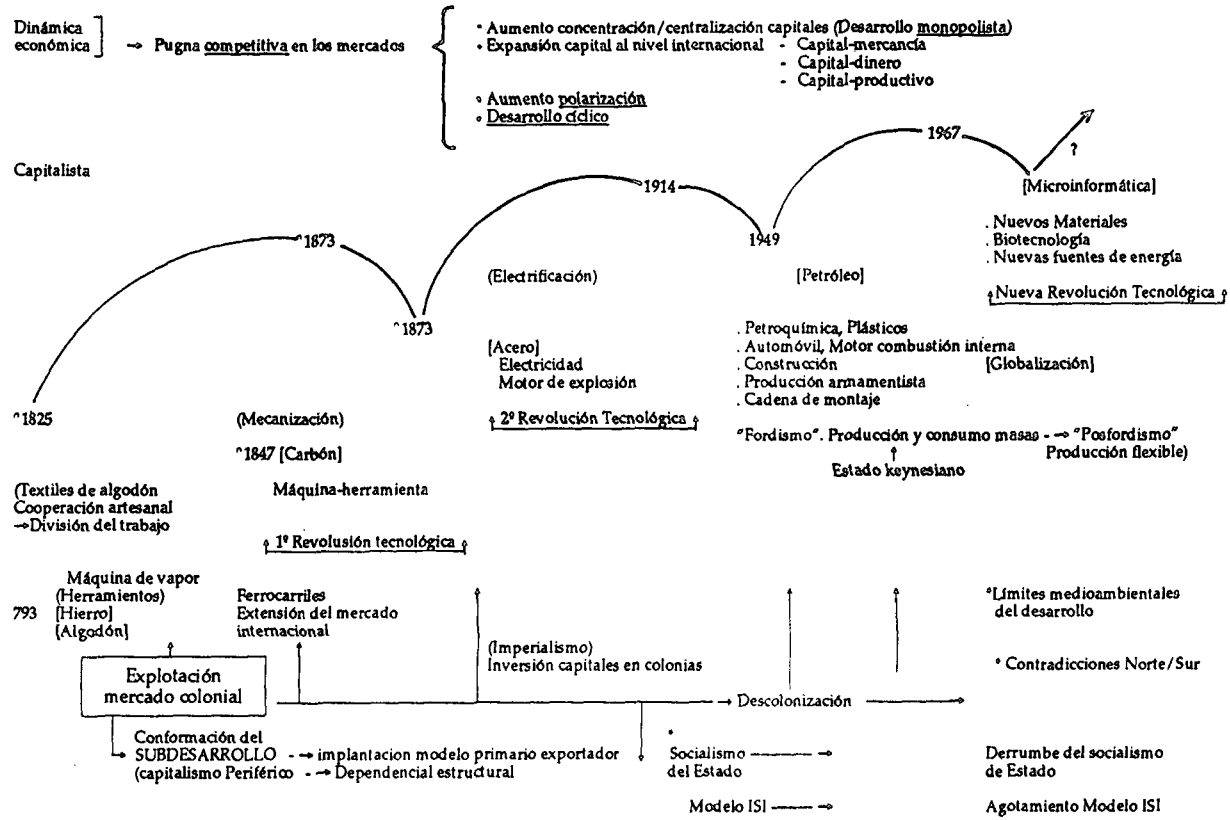 Dinámica
económica
→ Pugna competitiva en los mercados
• Aumento concentración/centralización capitales (Desarrollo monopolista)
• Expansión capital al nivel internacional - Capital-mercancía
- Capital-dinero
- Capital-productivo
• Aumento polarización
• Desarrollo cíclico
Capitalista
1967
?
1914
[Microinformática]
. Nuevos Materiales
. Biotecnología
. Nuevas fuentes de energía
Nueva Revolución Tecnológica
^1873
1949
(Electrificación)
[Petróleo]
^1873
[Acero]
Electricidad
Motor de explosión
2º Revolución Tecnológica
. Petroquímica, Plásticos
. Automóvil, Motor combustión interna
. Construcción
[Globalización]
. Producción armamentista
. Cadena de montaje
^1825
(Mecanización)
^1847 [Carbón]
"Fordismo". Producción y consumo masas - → "Posfordismo"
Producción flexible)
Estado keynesiano
(Textiles de algodón
Cooperación artesanal
→División del trabajo
Máquina-herramienta
1º Revolusión tecnológica
Máquina de vapor
(Herramientos)
793 [Hierro]
[Algodón]
Ferrocarriles
Extensión del mercado
internacional
(Imperialismo)
Inversión capitales en colonias
*Límites medioambientales
del desarrollo
* Contradicciones Norte/Sur
Explotación
mercado colonial
→ Descolonización
Conformación del
SUBDESARROLLO - → implantacion modelo primario exportador
(capitalismo Periférico - → Dependencial estructural
*
Socialismo
del Estado
Derrumbe del socialismo
de Estado
Modelo ISI
Agotamiento Modelo ISI